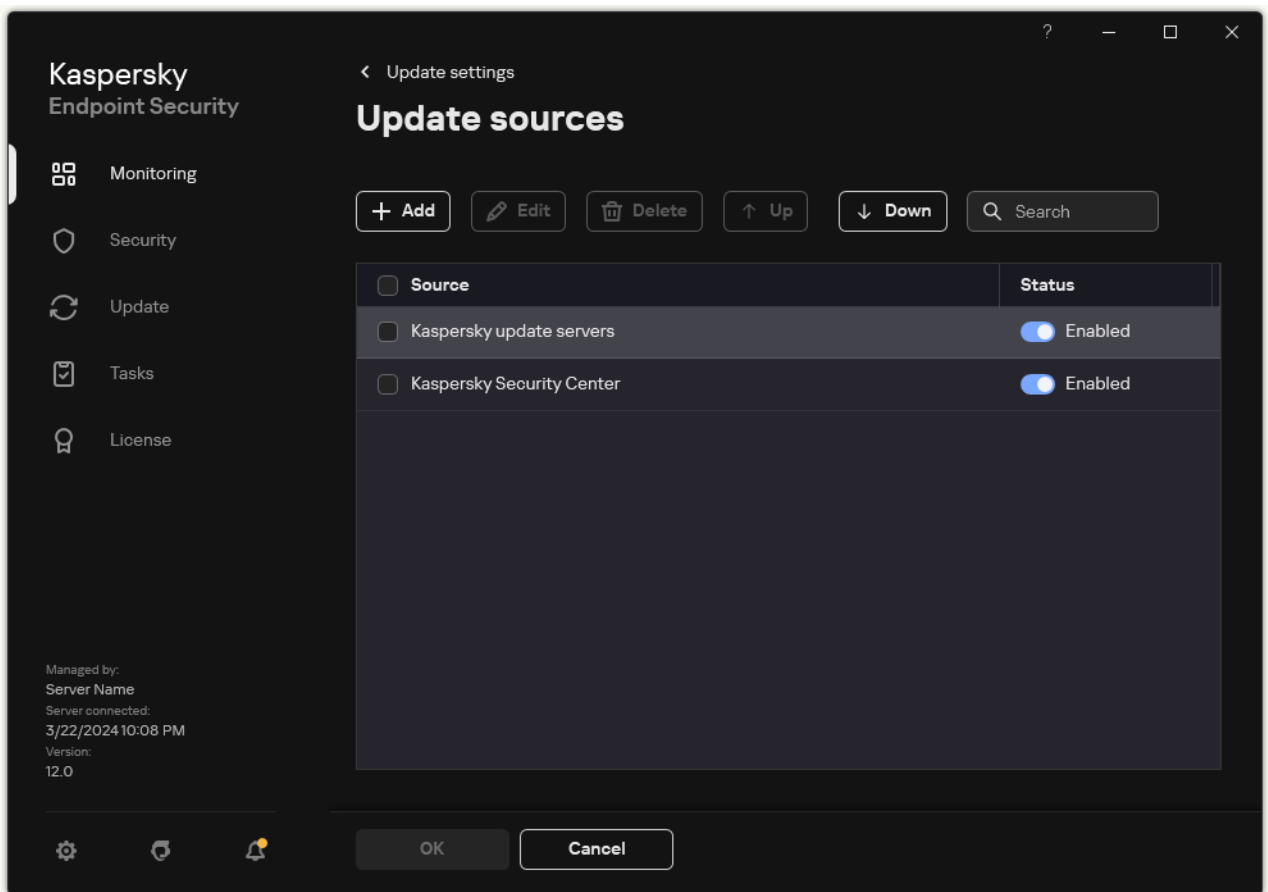 ?
Kaspersky
Endpoint Security
Monitoring
Security
Update
Tasks
License
Managed by:
Server Name
Server connected:
3/22/2024 10:08 PM
Version:
12.0
Update settings
Update sources
Add Edit Delete Up Down Search
Source Status
Kaspersky update servers Enabled
Kaspersky Security Center Enabled
OK Cancel